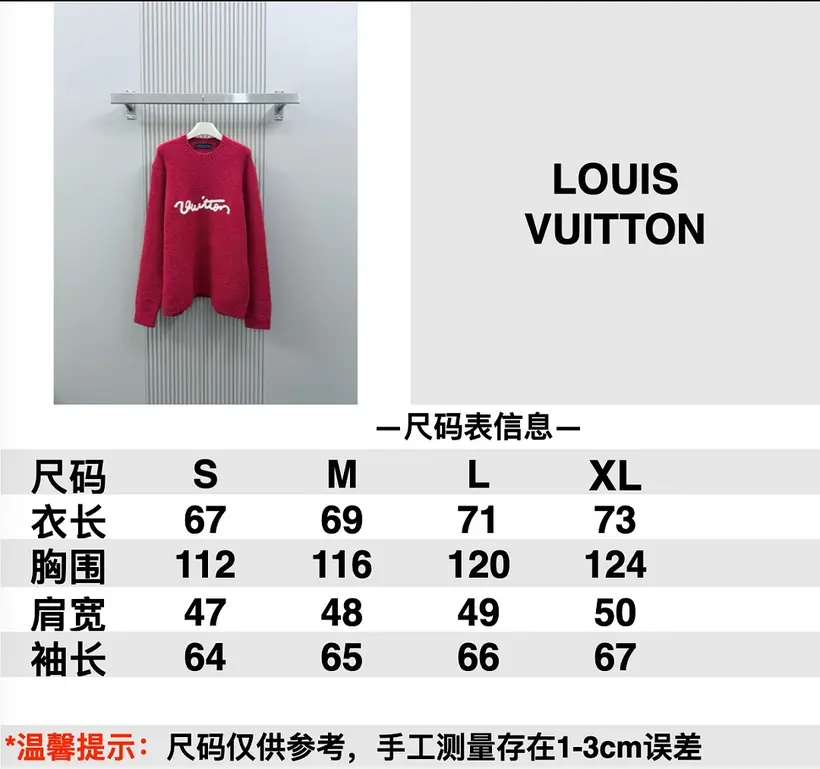 Vuitton
LOUIS
VUITTON
—尺码表信息—
尺码 S M L XL
衣长 67 69 71 73
胸围 112 116 120 124
肩宽 47 48 49 50
袖长 64 65 66 67
*温馨提示：尺码仅供参考，手工测量存在1-3cm误差